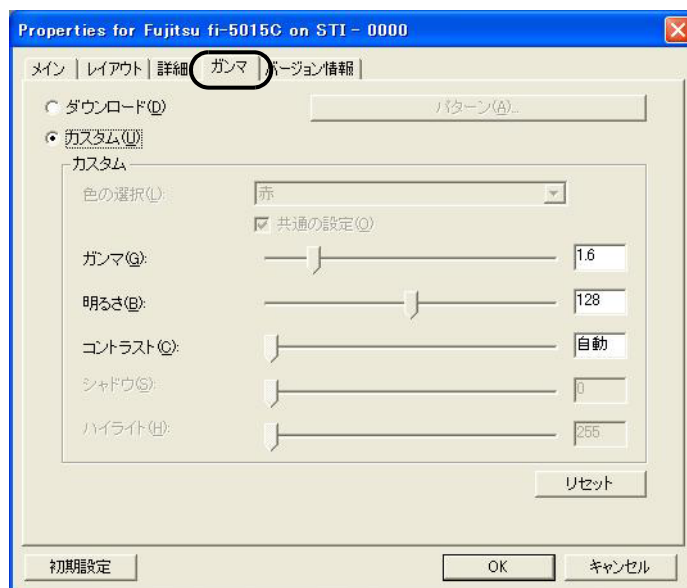 Properties for Fujitsu fi-5015C on STI - 0000
メイン レイアウト 詳細 ガンマ バージョン情報
ダウンロード(D) パターン(A)...
カスタム(U)
カスタム
色の選択(L): 赤
共通の設定(O)
ガンマ(G): 1.6
明るさ(B): 128
コントラスト(C): 自動
シャドウ(S): 0
ハイライト(H): 255
リセット
初期設定 OK キャンセル